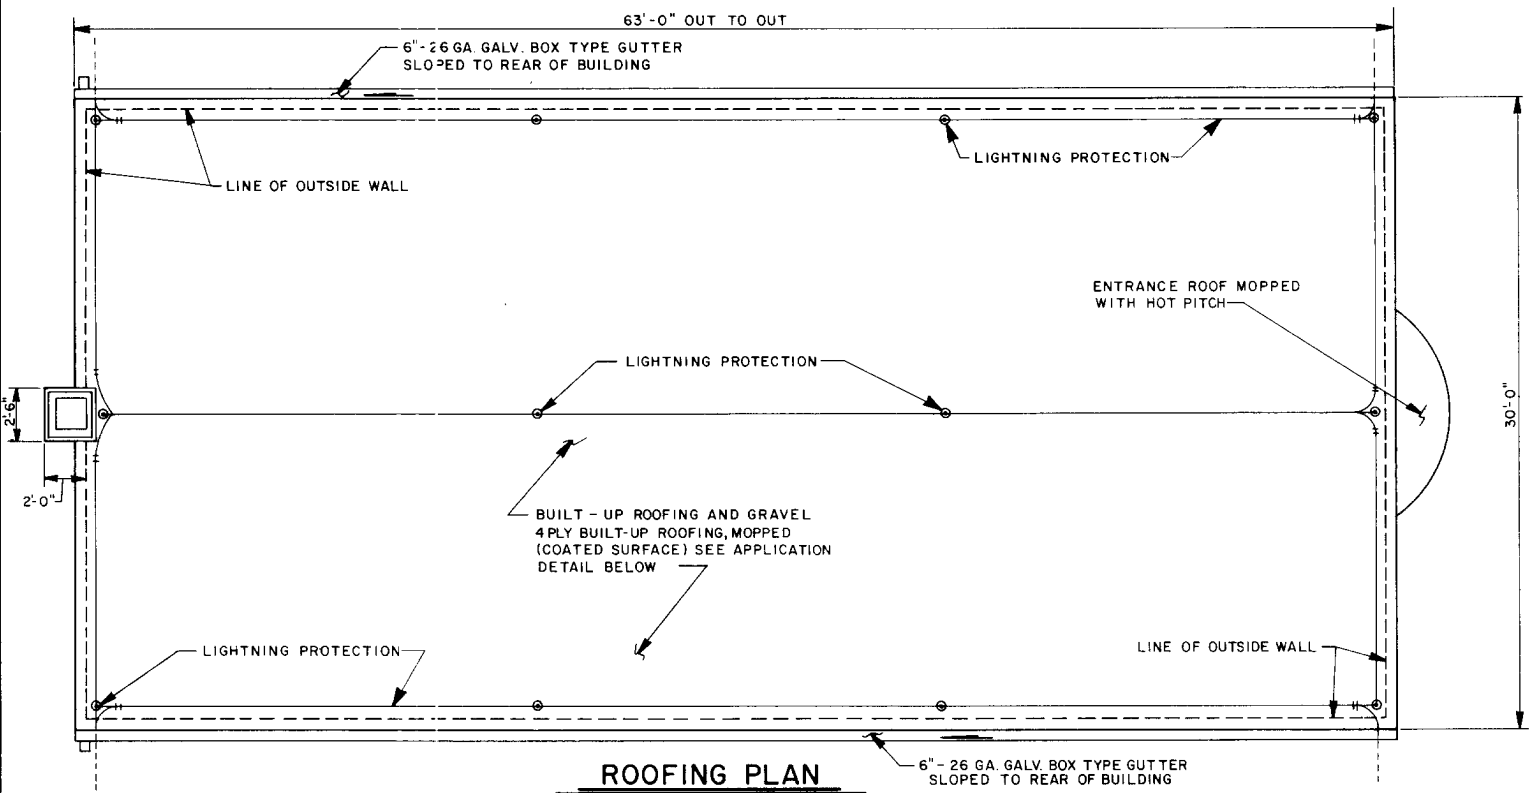 63'-0" OUT TO OUT
6"-26 GA. GALV. BOX TYPE GUTTER
SLOPED TO REAR OF BUILDING
LIGHTNING PROTECTION
LINE OF OUTSIDE WALL
ENTRANCE ROOF MOPPED
WITH HOT PITCH
LIGHTNING PROTECTION
2'-6"
30'-0"
2'-0"
BUILT-UP ROOFING AND GRAVEL
4 PLY BUILT-UP ROOFING, MOPPED
(COATED SURFACE) SEE APPLICATION
DETAIL BELOW
LIGHTNING PROTECTION
LINE OF OUTSIDE WALL
6"-26 GA. GALV. BOX TYPE GUTTER
SLOPED TO REAR OF BUILDING
ROOFING PLAN